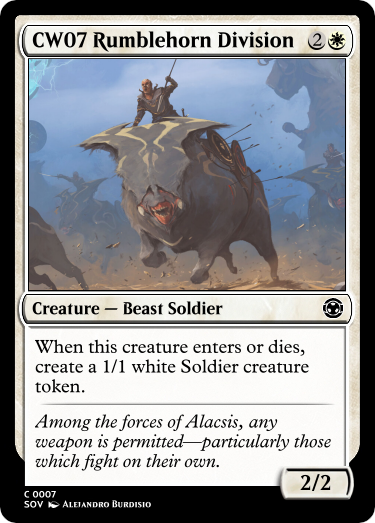 CW07 Rumblehorn Division 2
Creature — Beast Soldier
When this creature enters or dies,
create a 1/1 white Soldier creature
token.
Among the forces of Alacsis, any
weapon is permitted—particularly those
which fight on their own.
2/2
C 0007
SOV Alejandro Burdisio